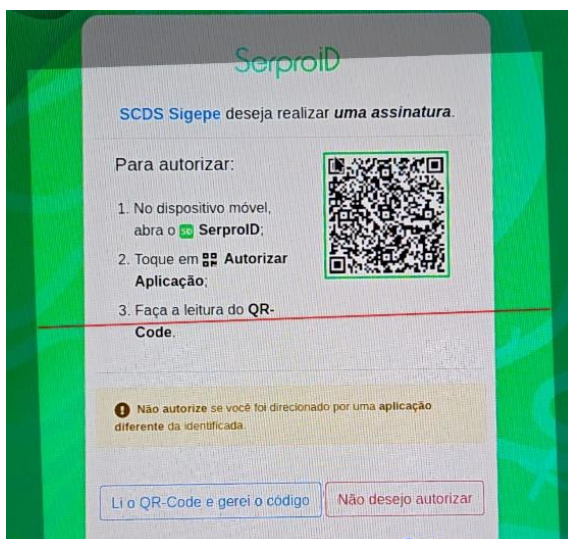 SerproID
SCDS Sigepe deseja realizar uma assinatura.
Para autorizar:
1. No dispositivo móvel,
abra o SD SerproID;
2. Toque em Autorizar
Aplicação;
3. Faça a leitura do QR-
Code.
Não autorize se você foi direcionado por uma aplicação
diferente da identificada.
Li o QR-Code e gerei o código
Não desejo autorizar